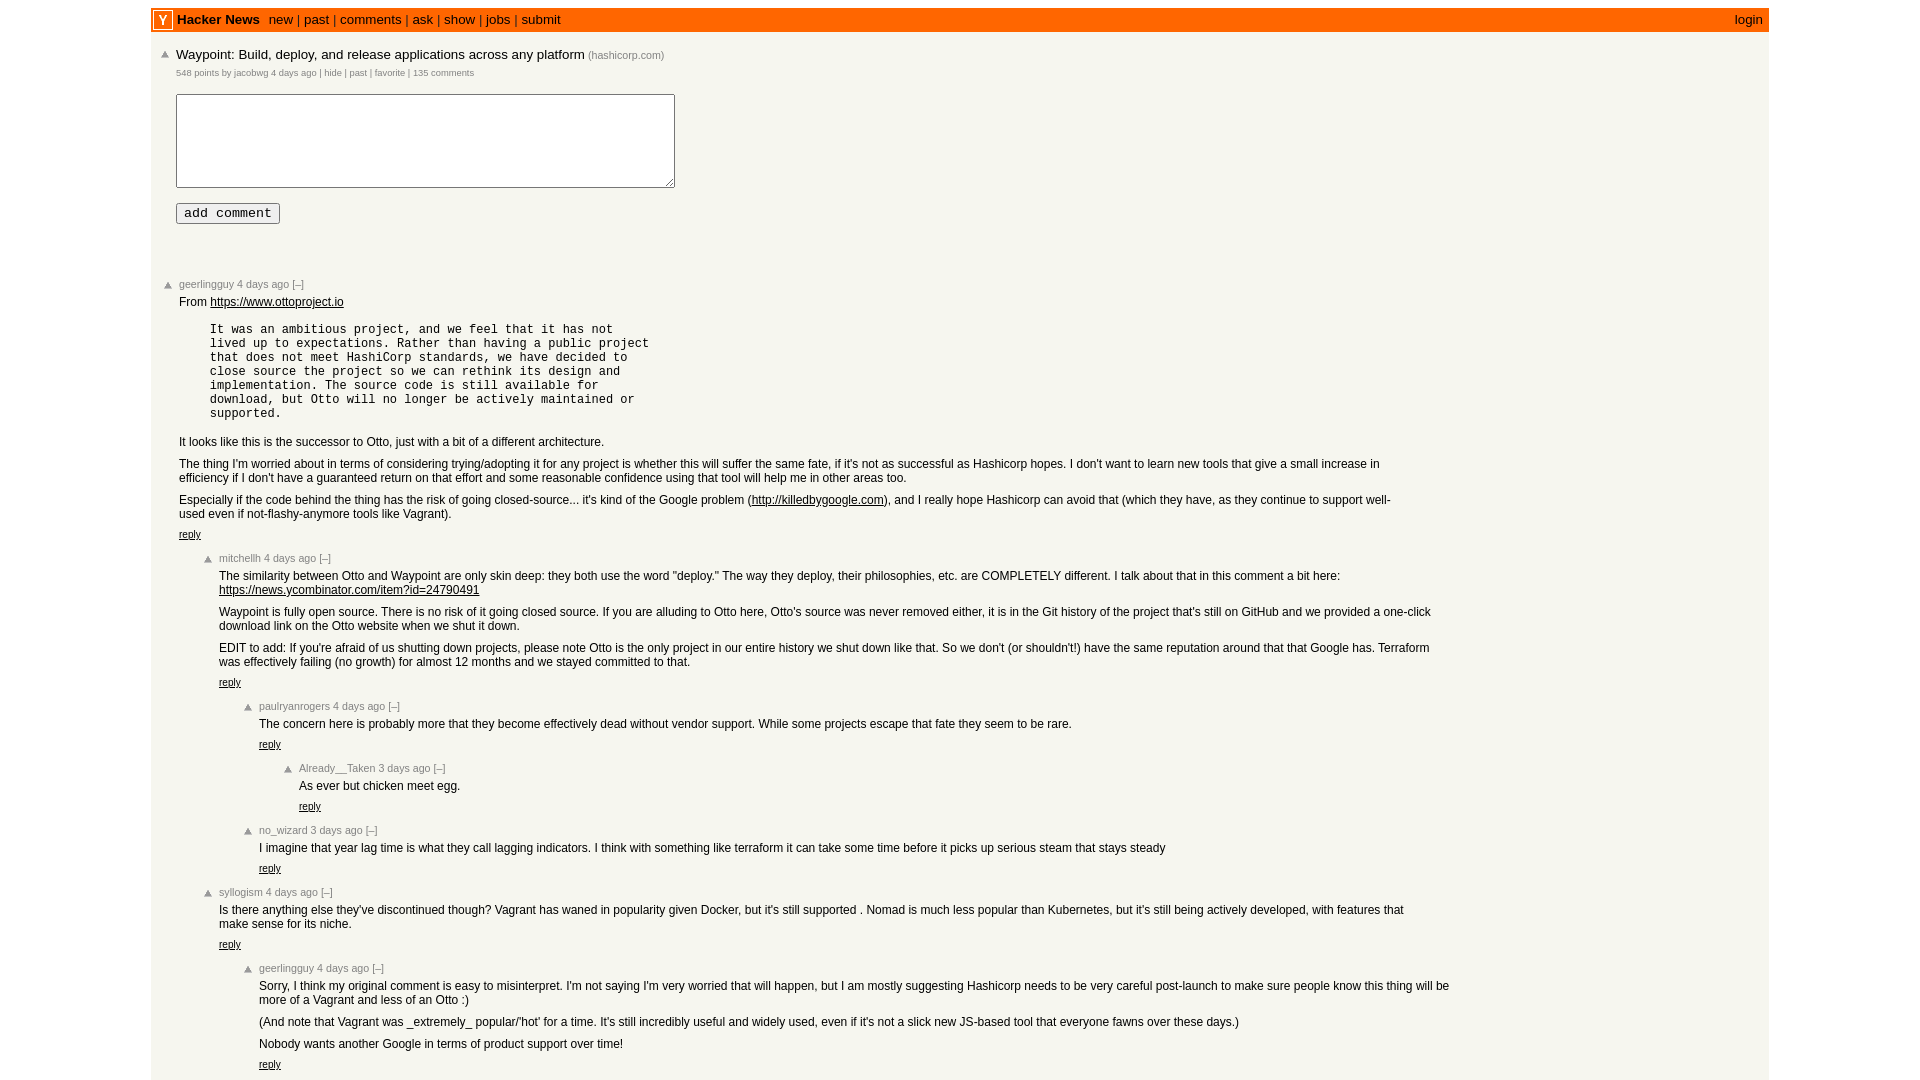 Y Hacker News new | past | comments | ask | show | jobs | submit login
Waypoint: Build, deploy, and release applications across any platform (hashicorp.com)
548 points by jacobwg 4 days ago | hide | past | favorite | 135 comments
add comment
geerlingguy 4 days ago [–]
From https://www.ottoproject.io
It was an ambitious project, and we feel that it has not
lived up to expectations. Rather than having a public project
that does not meet HashiCorp standards, we have decided to
close source the project so we can rethink its design and
implementation. The source code is still available for
download, but Otto will no longer be actively maintained or
supported.
It looks like this is the successor to Otto, just with a bit of a different architecture.
The thing I'm worried about in terms of considering trying/adopting it for any project is whether this will suffer the same fate, if it's not as successful as Hashicorp hopes. I don't want to learn new tools that give a small increase in
efficiency if I don't have a guaranteed return on that effort and some reasonable confidence using that tool will help me in other areas too.
Especially if the code behind the thing has the risk of going closed-source... it's kind of the Google problem (http://killedbygoogle.com), and I really hope Hashicorp can avoid that (which they have, as they continue to support well-
used even if not-flashy-anymore tools like Vagrant).
reply
mitchellh 4 days ago [–]
The similarity between Otto and Waypoint are only skin deep: they both use the word "deploy." The way they deploy, their philosophies, etc. are COMPLETELY different. I talk about that in this comment a bit here:
https://news.ycombinator.com/item?id=24790491
Waypoint is fully open source. There is no risk of it going closed source. If you are alluding to Otto here, Otto's source was never removed either, it is in the Git history of the project that's still on GitHub and we provided a one-click
download link on the Otto website when we shut it down.
EDIT to add: If you're afraid of us shutting down projects, please note Otto is the only project in our entire history we shut down like that. So we don't (or shouldn't!) have the same reputation around that that Google has. Terraform
was effectively failing (no growth) for almost 12 months and we stayed committed to that.
reply
paulryanrogers 4 days ago [–]
The concern here is probably more that they become effectively dead without vendor support. While some projects escape that fate they seem to be rare.
reply
Already__Taken 3 days ago [–]
As ever but chicken meet egg.
reply
no_wizard 3 days ago [–]
I imagine that year lag time is what they call lagging indicators. I think with something like terraform it can take some time before it picks up serious steam that stays steady
reply
syllogism 4 days ago [–]
Is there anything else they've discontinued though? Vagrant has waned in popularity given Docker, but it's still supported . Nomad is much less popular than Kubernetes, but it's still being actively developed, with features that
make sense for its niche.
reply
geerlingguy 4 days ago [–]
Sorry, I think my original comment is easy to misinterpret. I'm not saying I'm very worried that will happen, but I am mostly suggesting Hashicorp needs to be very careful post-launch to make sure people know this thing will be
more of a Vagrant and less of an Otto :)
(And note that Vagrant was _extremely_ popular/'hot' for a time. It's still incredibly useful and widely used, even if it's not a slick new JS-based tool that everyone fawns over these days.)
Nobody wants another Google in terms of product support over time!
reply